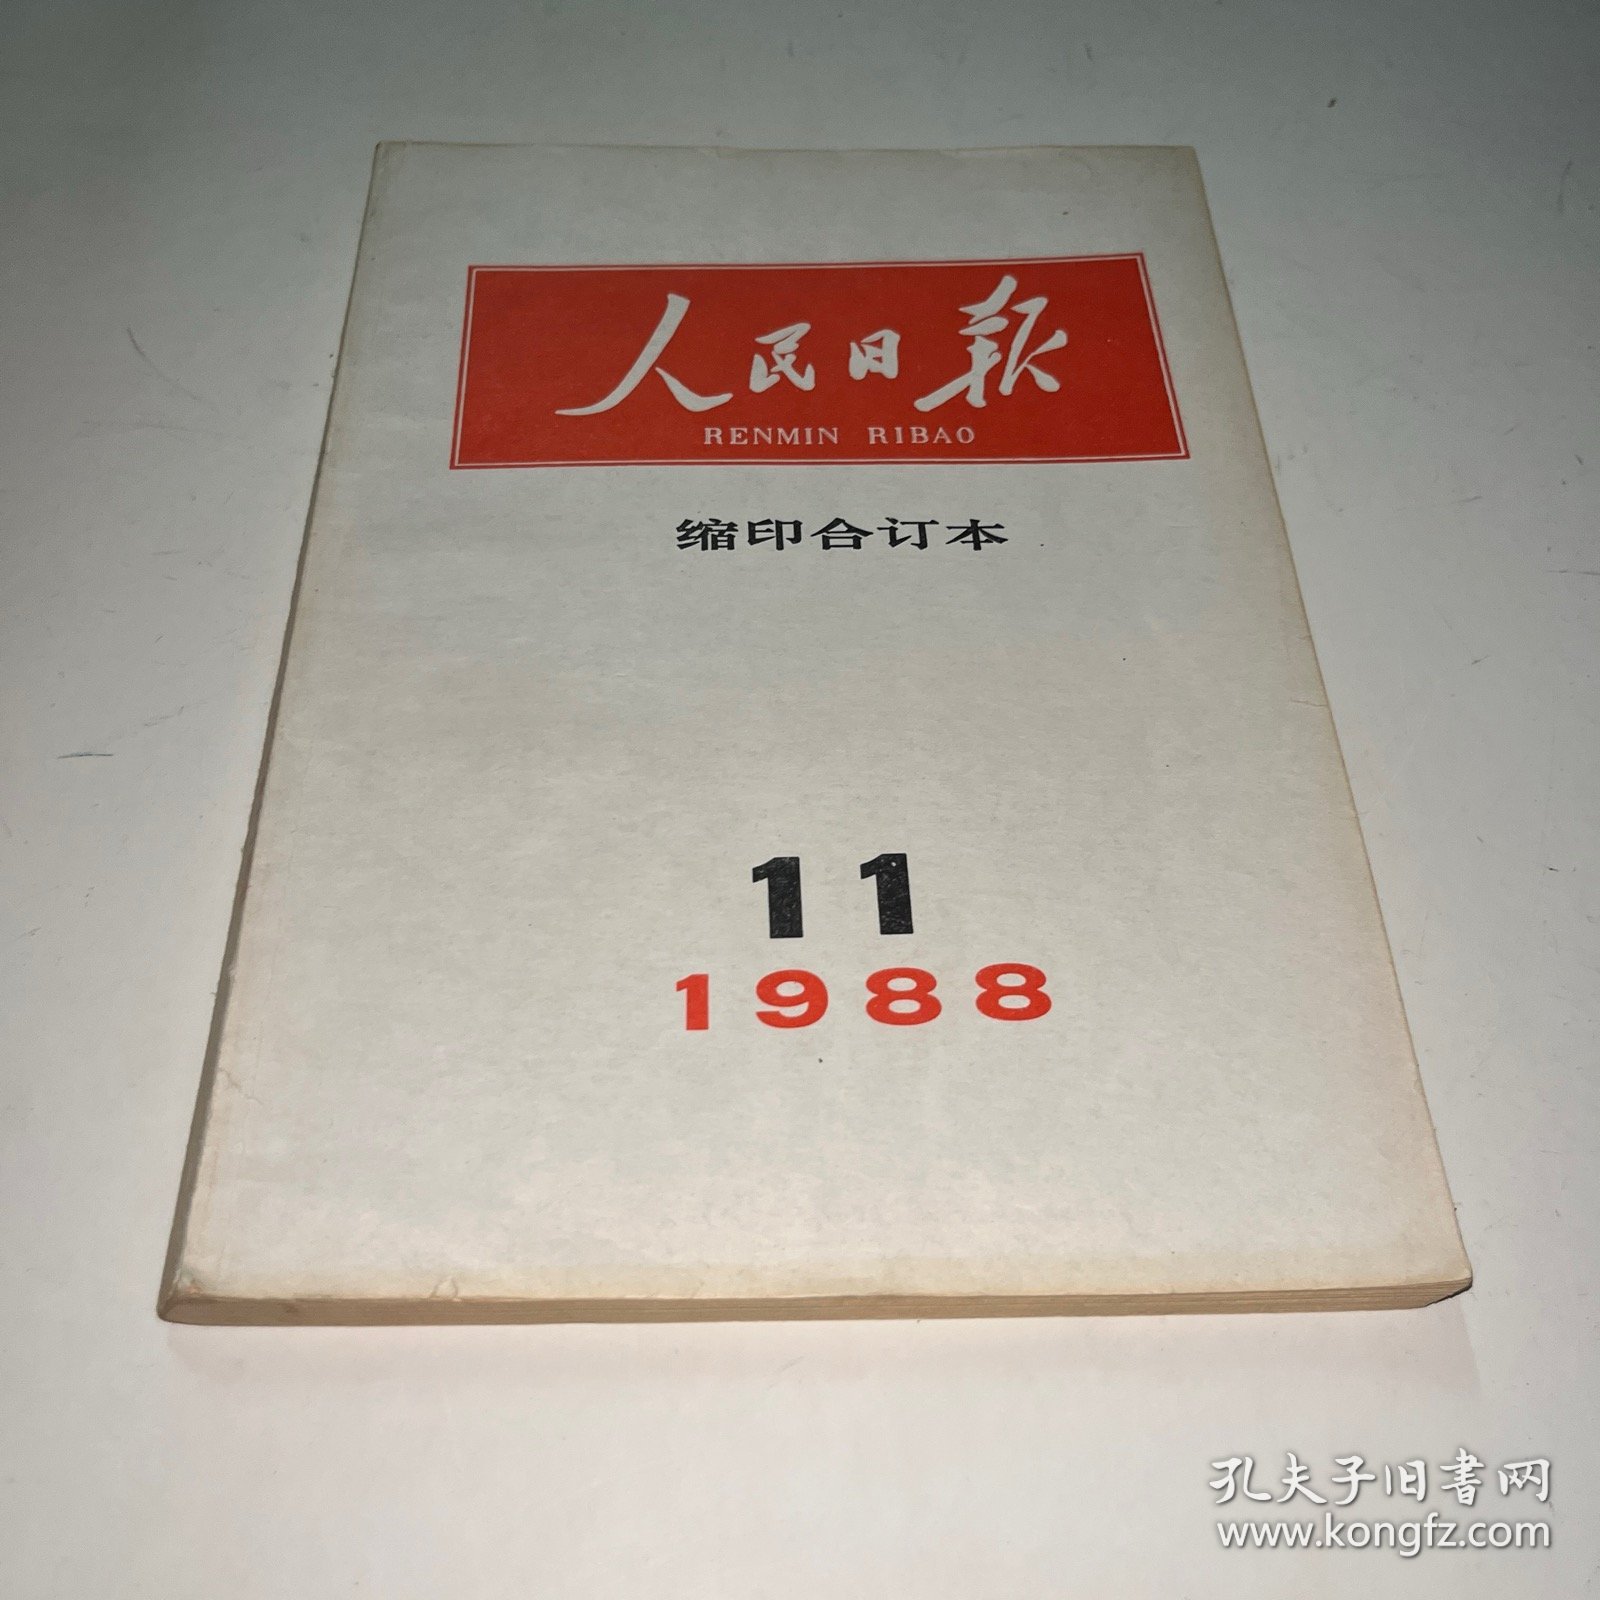 人民日报
RENMIN RIBAO
缩印合订本
11
1988
孔夫子旧书网
www.kongfz.com